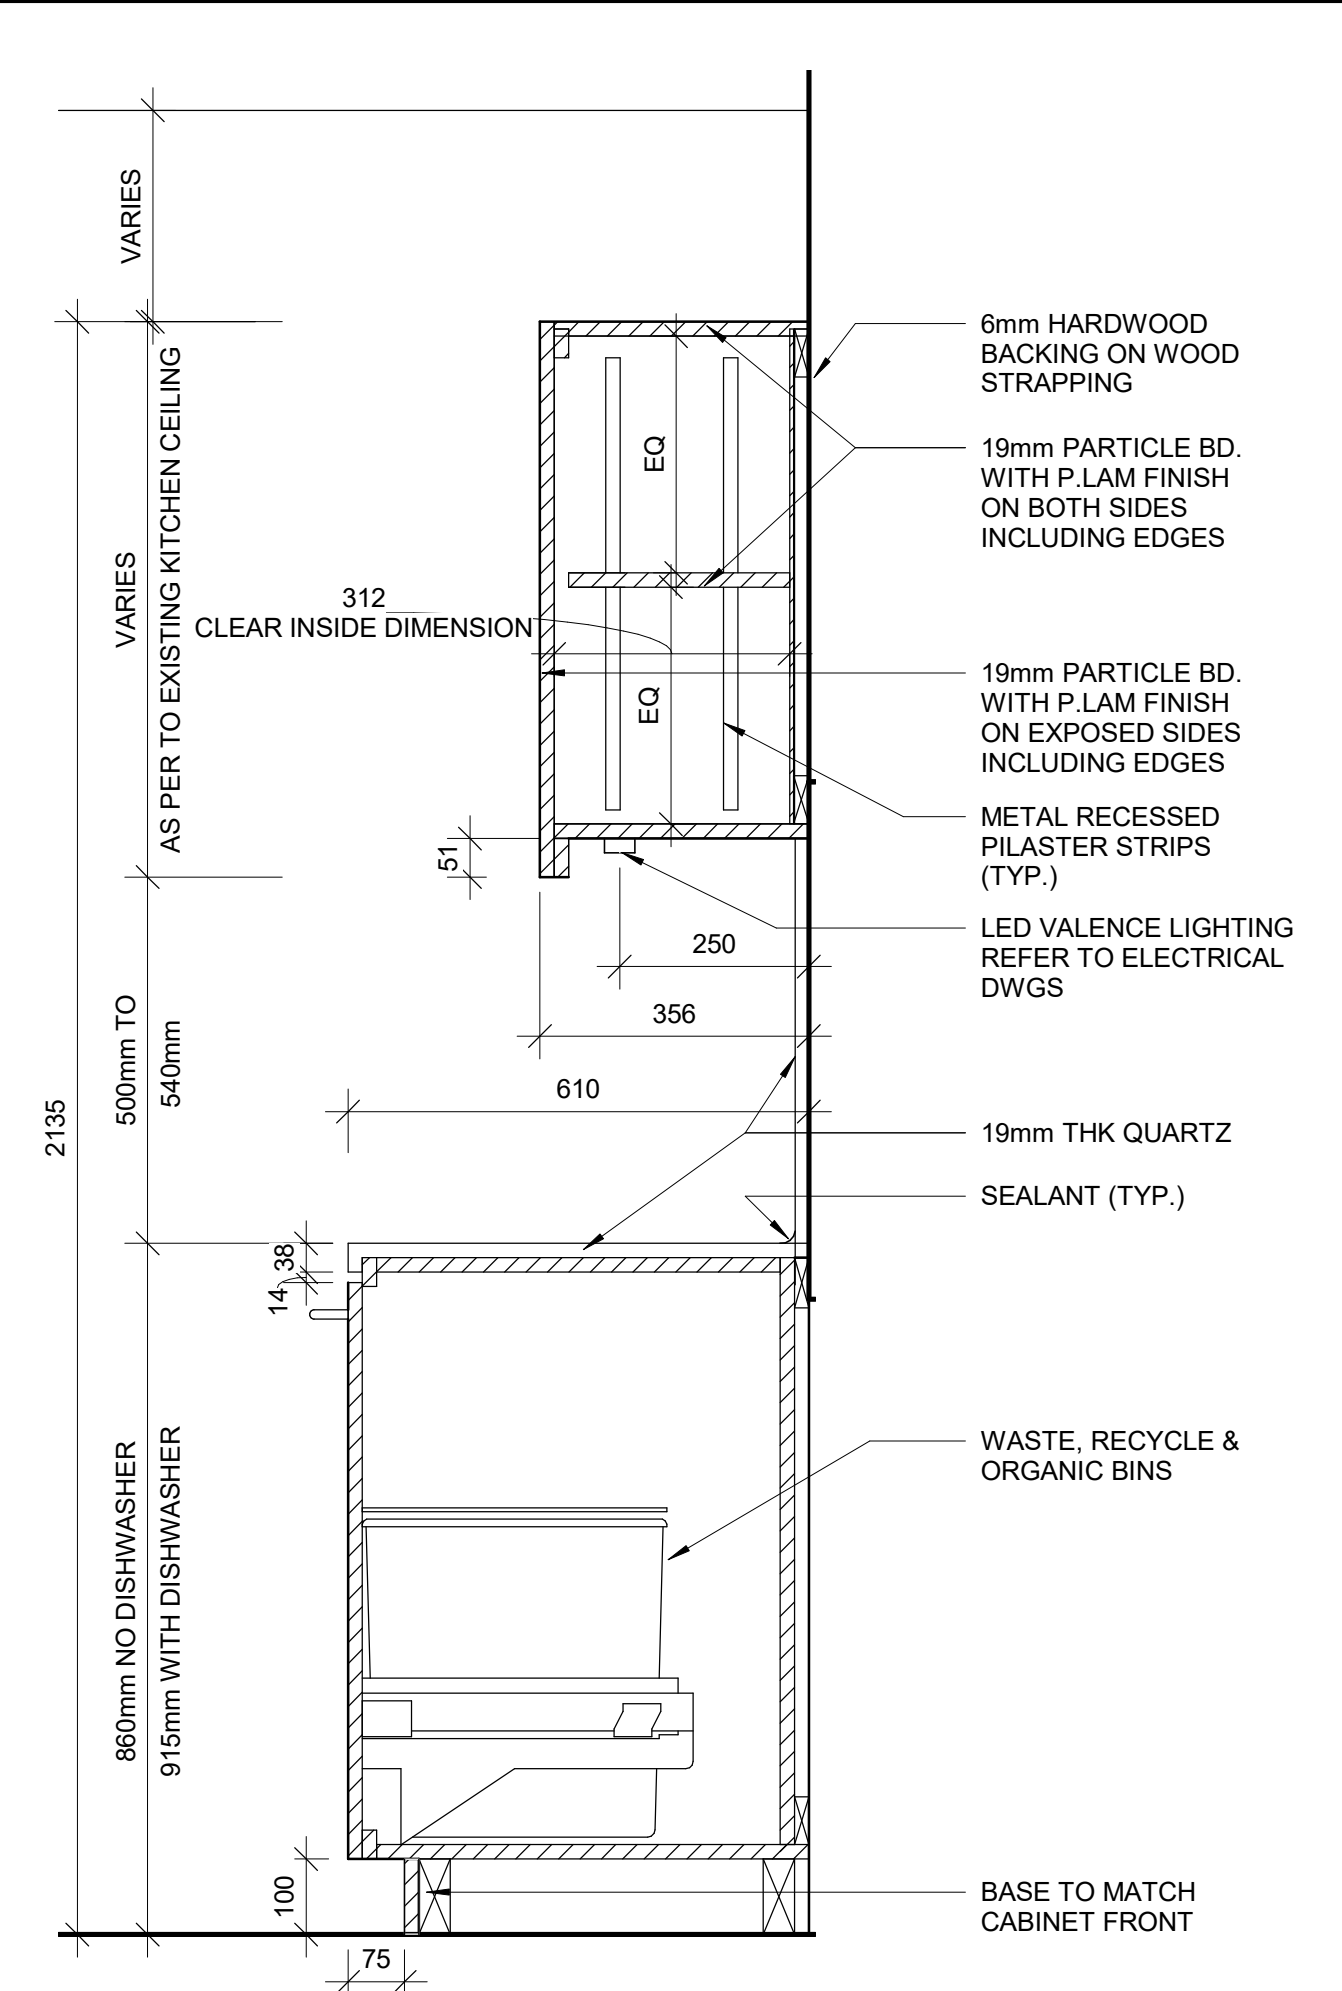 VARIES
6mm HARDWOOD
BACKING ON WOOD
STRAPPING
VARIES
AS PER TO EXISTING KITCHEN CEILING
EQ
19mm PARTICLE BD.
WITH P.LAM FINISH
ON BOTH SIDES
INCLUDING EDGES
312
CLEAR INSIDE DIMENSION
EQ
19mm PARTICLE BD.
WITH P.LAM FINISH
ON EXPOSED SIDES
INCLUDING EDGES
METAL RECESSED
PILASTER STRIPS
(TYP.)
51
LED VALENCE LIGHTING
REFER TO ELECTRICAL
DWGS
250
356
610
2135
500mm TO
540mm
19mm THK QUARTZ
SEALANT (TYP.)
38
14
WASTE, RECYCLE &
ORGANIC BINS
860mm NO DISHWASHER
915mm WITH DISHWASHER
100
BASE TO MATCH
CABINET FRONT
75